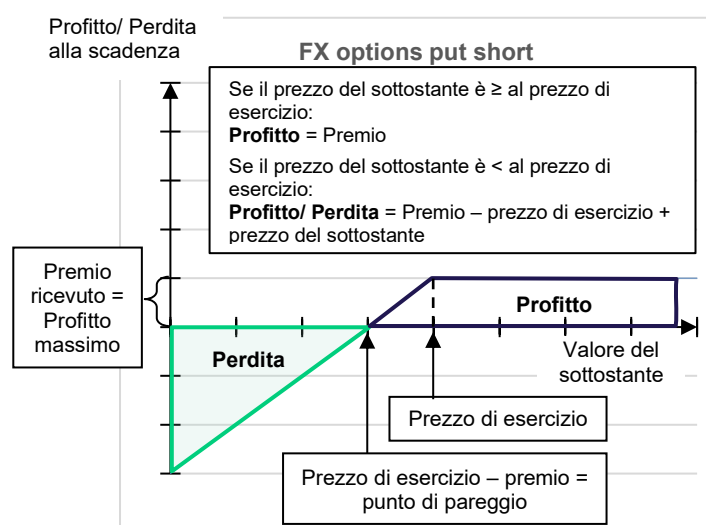 Profitto/ Perdita
alla scadenza
FX options put short
Se il prezzo del sottostante è ≥ al prezzo di
esercizio:
Profitto = Premio
Se il prezzo del sottostante è < al prezzo di
esercizio:
Profitto/ Perdita = Premio – prezzo di esercizio +
prezzo del sottostante
Premio
ricevuto =
Profitto
massimo
Profitto
Perdita
Valore del
sottostante
Prezzo di esercizio
Prezzo di esercizio – premio =
punto di pareggio